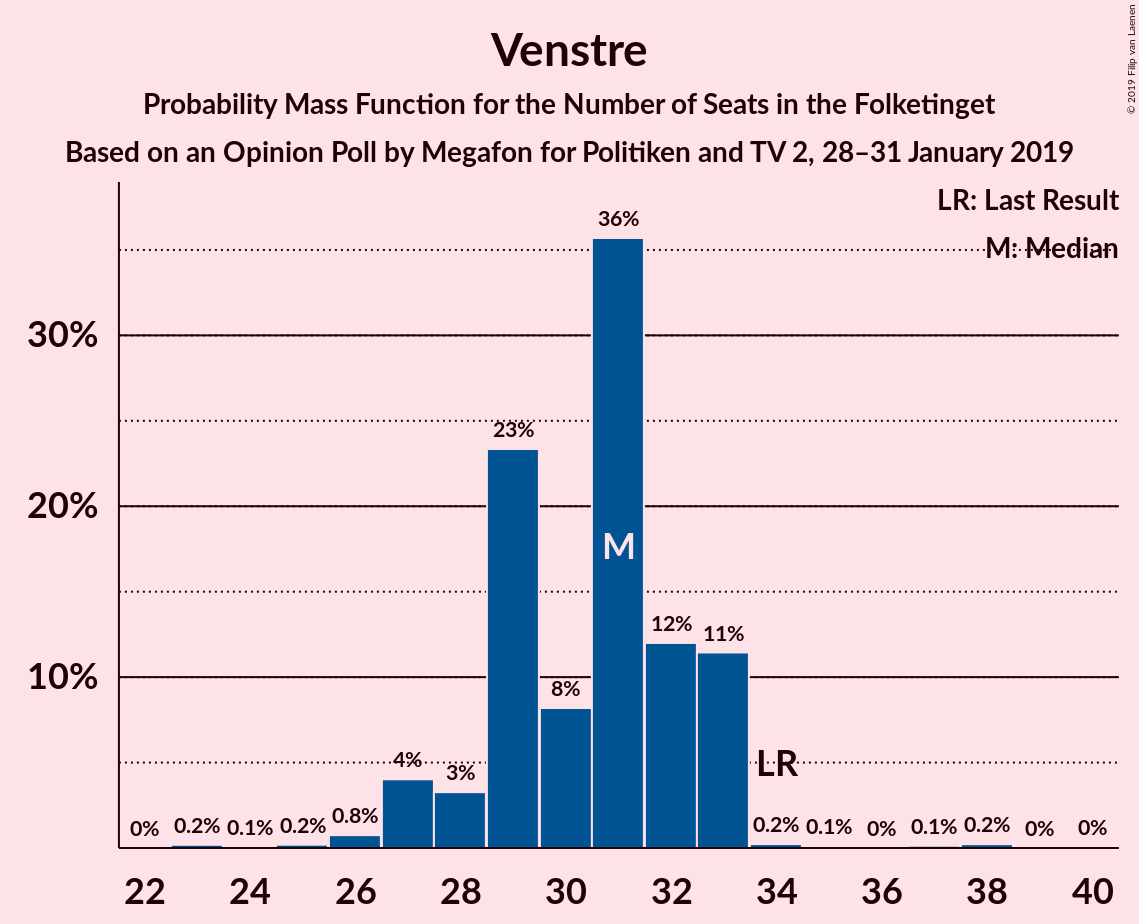 Venstre
Probability Mass Function for the Number of Seats in the Folketinget
Based on an Opinion Poll by Megafon for Politiken and TV 2, 28–31 January 2019
© 2019 Filip van Laenen
LR: Last Result
M: Median
30%
20%
10%
0%
0.2%
0.1%
0.2%
0.8%
4%
3%
23%
8%
36%
M
12%
11%
LR
0.2%
0.1%
0%
0.1%
0.2%
0%
0%
22 24 26 28 30 32 34 36 38 40